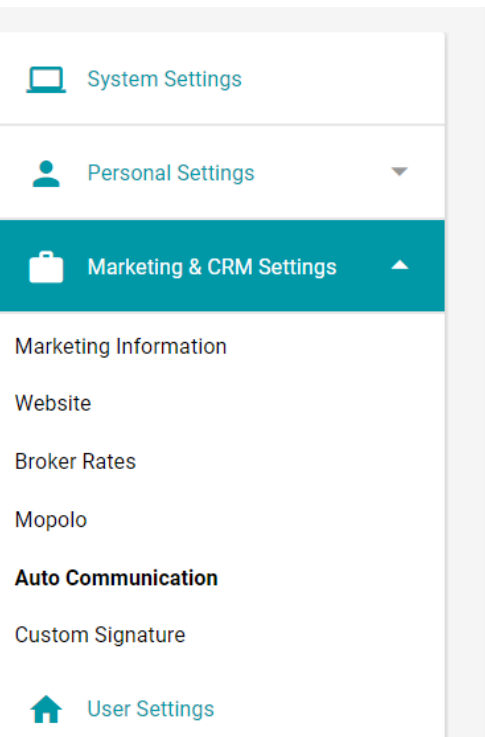 System Settings
Personal Settings
Marketing & CRM Settings
Marketing Information
Website
Broker Rates
Mopolo
Auto Communication
Custom Signature
User Settings